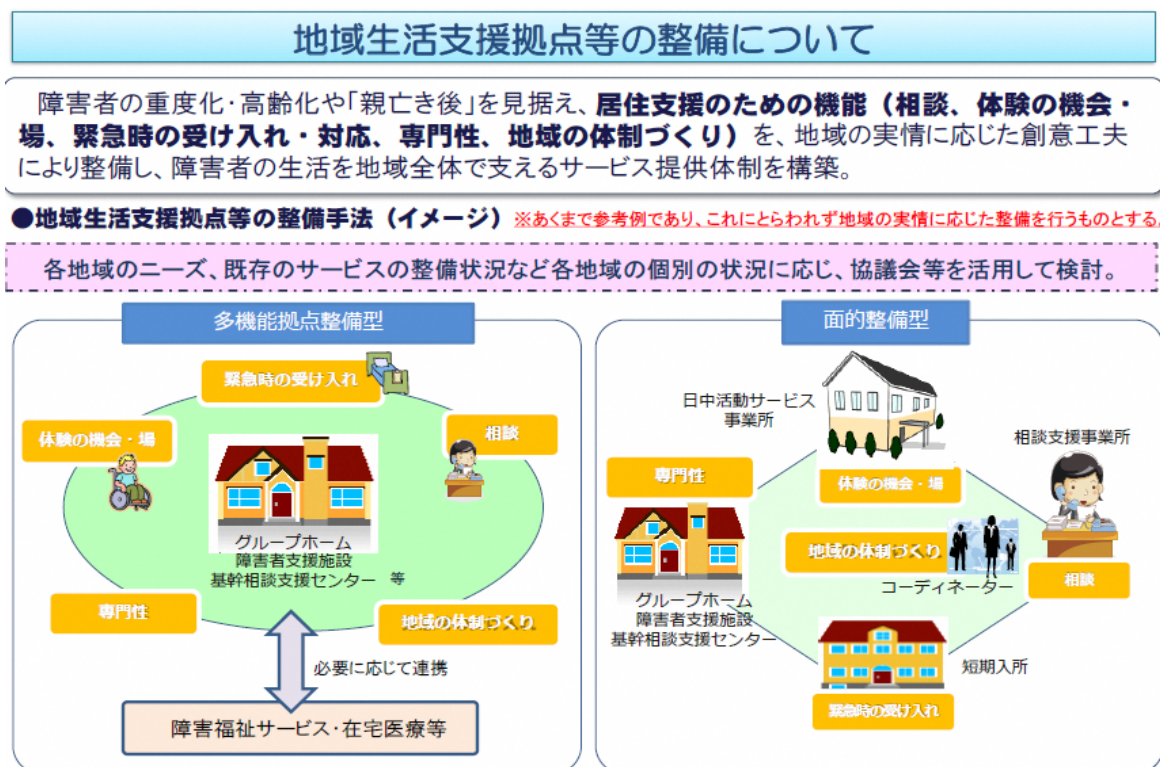 地域生活支援拠点等の整備について
障害者の重度化・高齢化や「親亡き後」を見据え、居住支援のための機能（相談、体験の機会・
場、緊急時の受け入れ・対応、専門性、地域の体制づくり）を、地域の実情に応じた創意工夫
により整備し、障害者の生活を地域全体で支えるサービス提供体制を構築。
●地域生活支援拠点等の整備手法（イメージ）※あくまで参考例であり、これにとらわれず地域の実情に応じた整備を行うものとする。
各地域のニーズ、既存のサービスの整備状況など各地域の個別の状況に応じ、協議会等を活用して検討。
多機能拠点整備型
緊急時の受け入れ
体験の機会・場
相談
グループホーム
障害者支援施設
基幹相談支援センター 等
専門性
地域の体制づくり
必要に応じて連携
障害福祉サービス・在宅医療等
面的整備型
日中活動サービス
事業所
相談支援事業所
専門性
体験の機会・場
地域の体制づくり
コーディネーター
相談
グループホーム
障害者支援施設
基幹相談支援センター
短期入所
緊急時の受け入れ